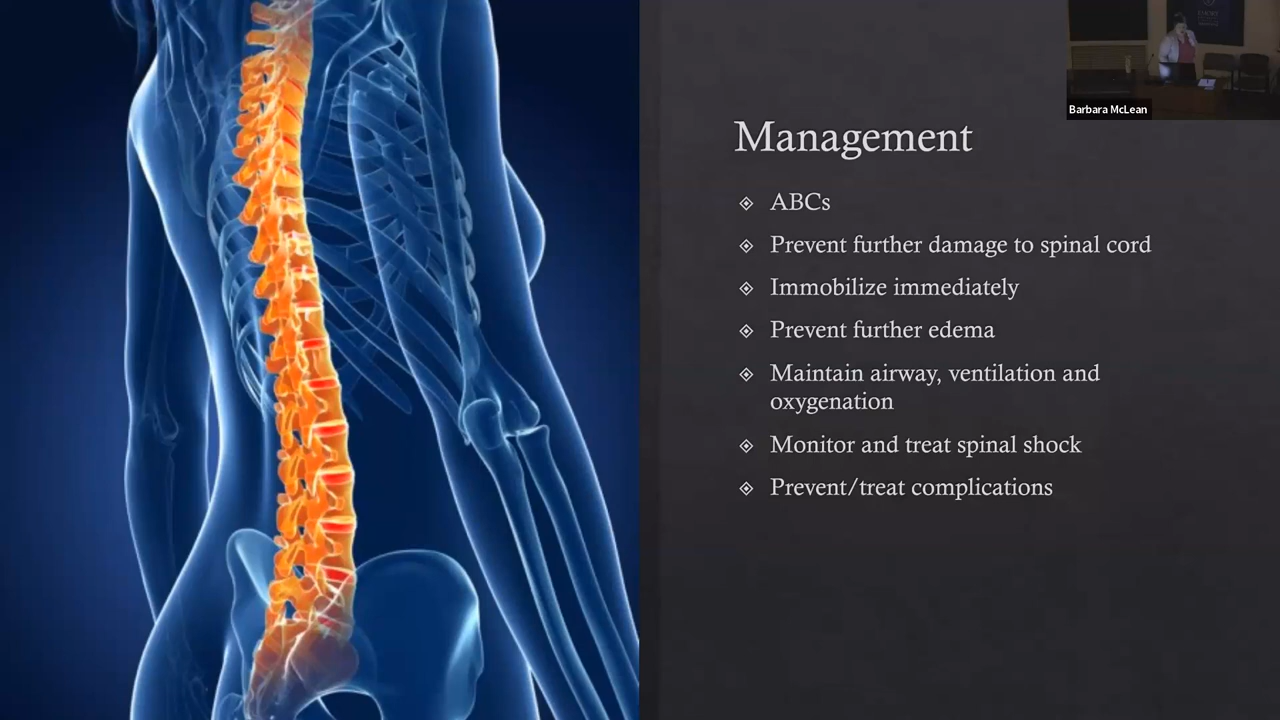 Barbara McLean
Management
ABCs
Prevent further damage to spinal cord
Immobilize immediately
Prevent further edema
Maintain airway, ventilation and
oxygenation
Monitor and treat spinal shock
Prevent/treat complications